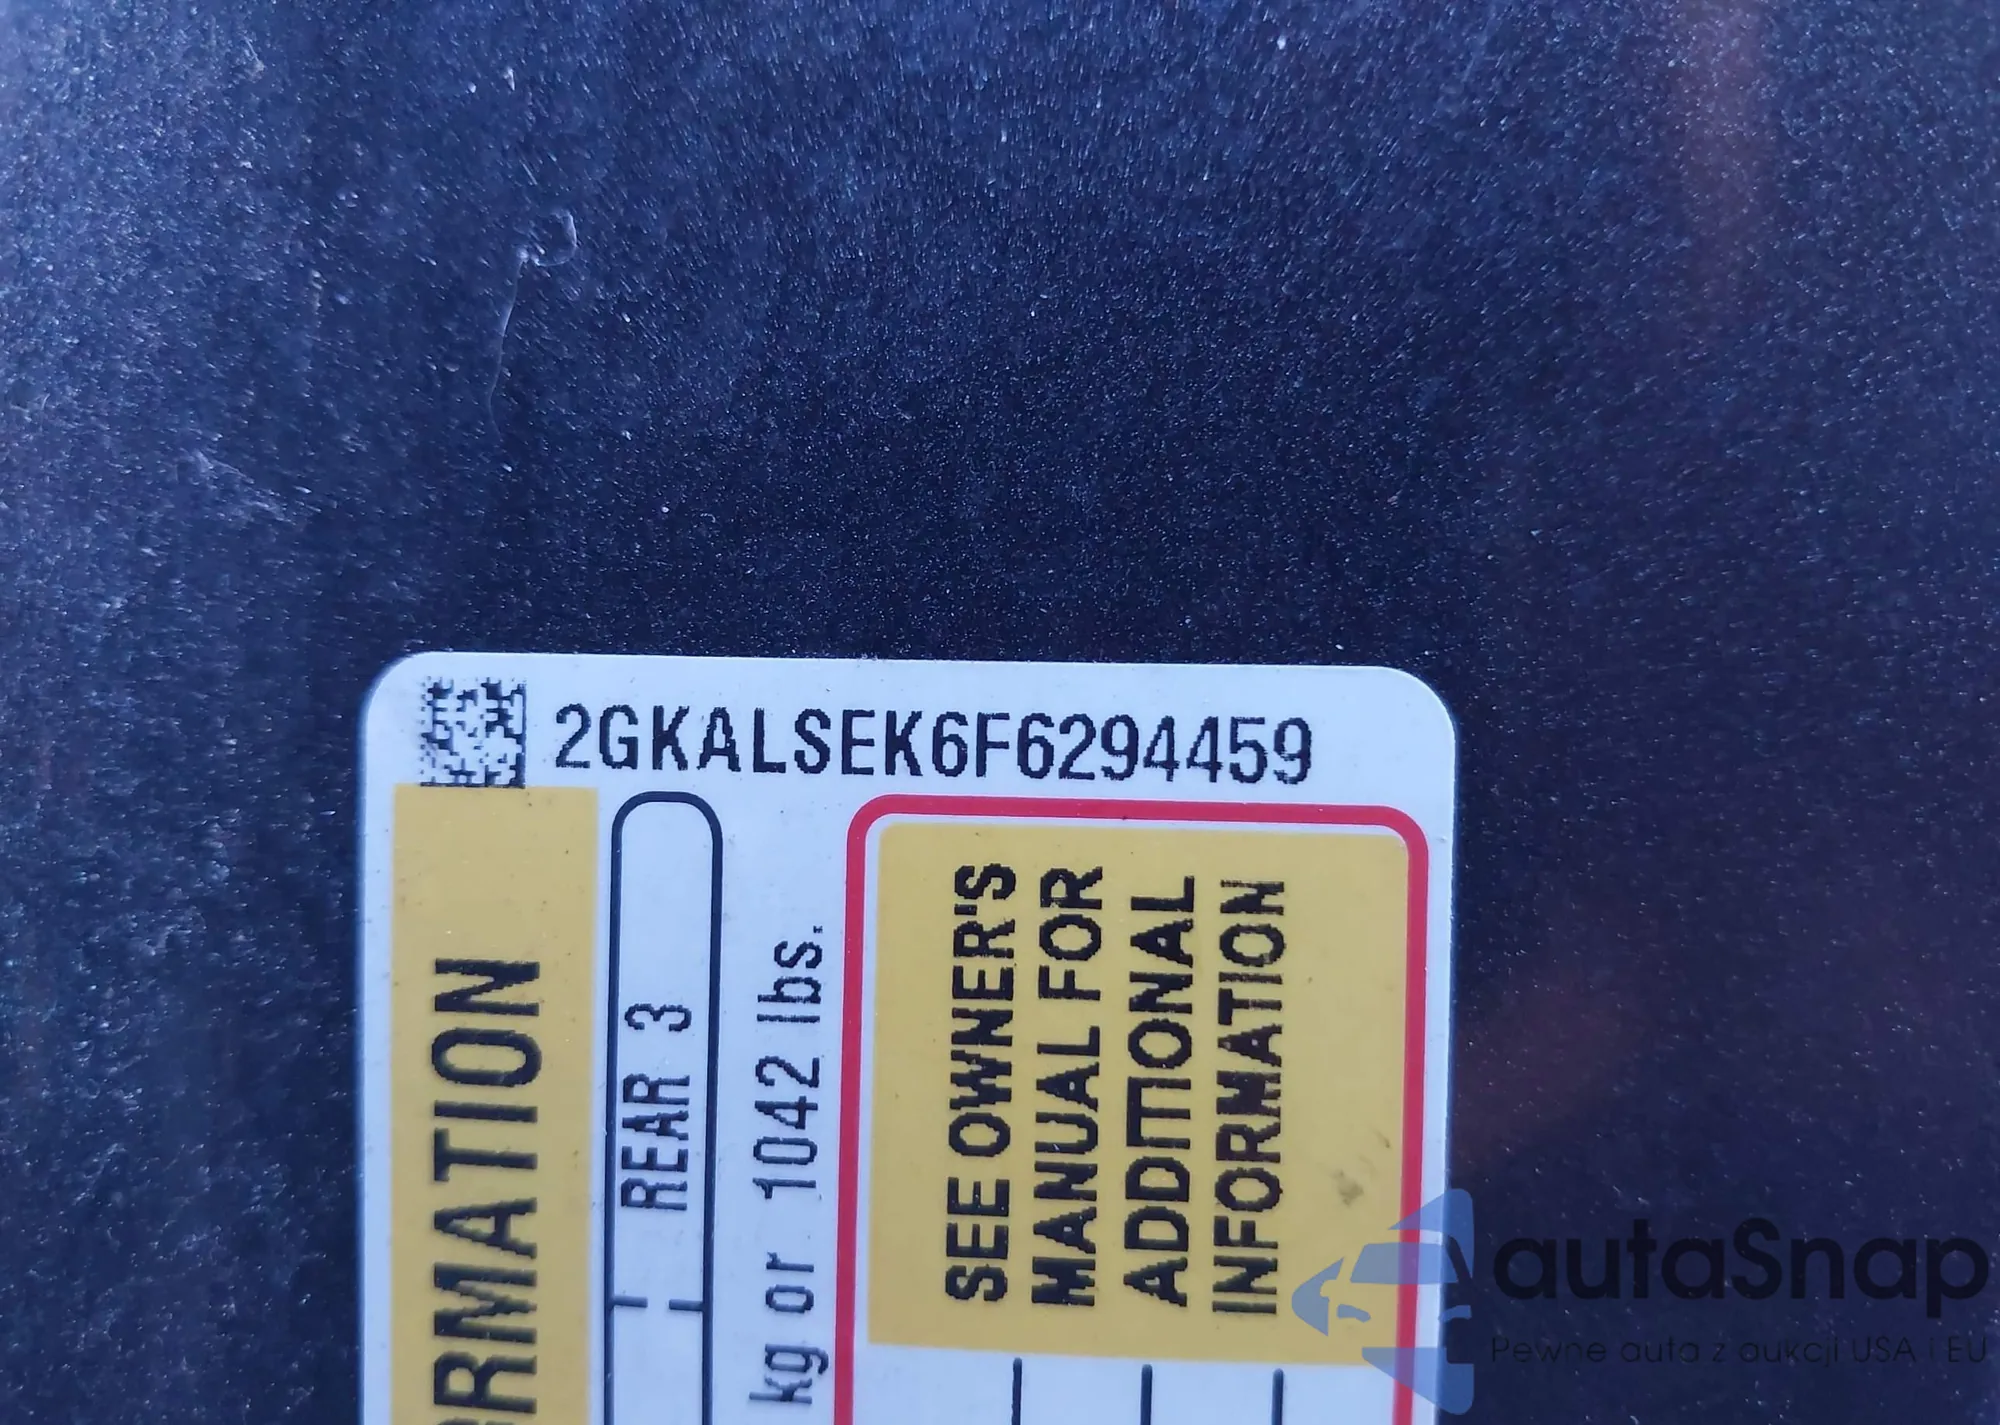 2GKALSEK6F6294459
RMATION
REAR 3
kg or 1042 lbs.
SEE OWNER'S
MANUAL FOR
ADDITIONAL
INFORMATION
autaSnap
Pewne auta z aukcji USA i EU